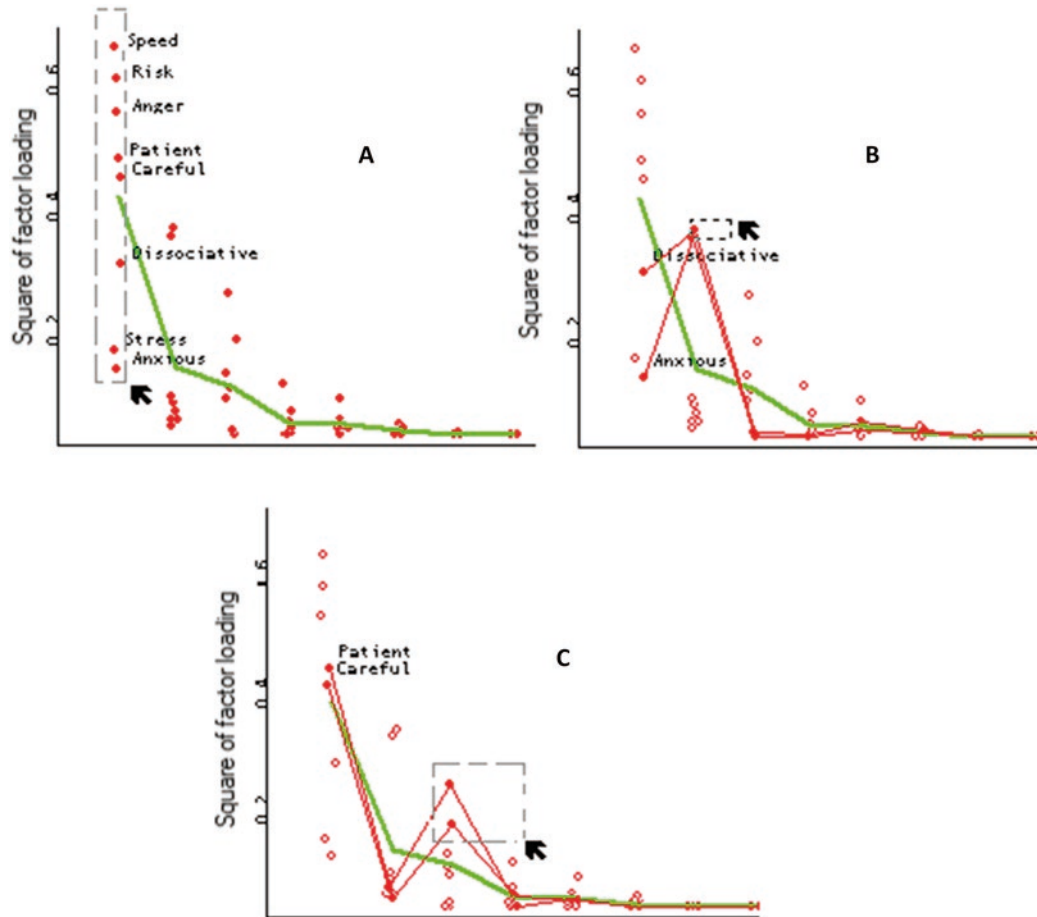 Square of factor loading
0.6
0.4
0.2
Speed
Risk
Anger
Patient
Careful
Dissociative
Stress
Anxious
A
Square of factor loading
0.6
0.4
0.2
Dissociative
Anxious
B
Square of factor loading
0.6
0.4
0.2
Patient
Careful
C